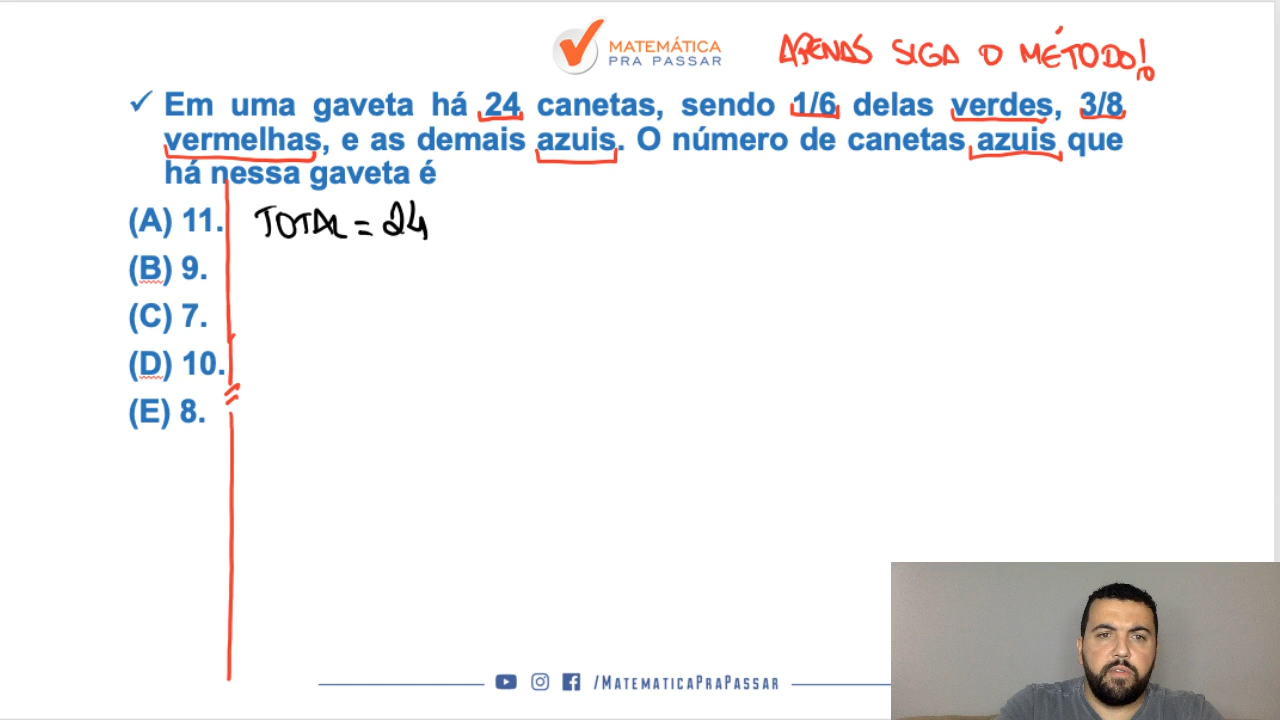 MATEMÁTICA
PRA PASSAR
APENAS SIGA O MÉTODO!
✓ Em uma gaveta há 24 canetas, sendo 1/6 delas verdes, 3/8
vermelhas, e as demais azuis. O número de canetas azuis que
há nessa gaveta é
(A) 11.
TOTAL = 24
(B) 9.
(C) 7.
(D) 10.
(E) 8.
/MATEMATICAPRAPASSAR